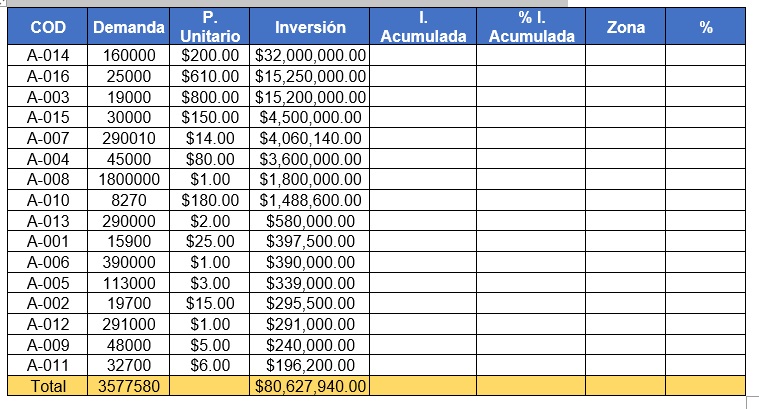 COD Demanda P. Unitario Inversión I. Acumulada % I. Acumulada Zona %
A-014 160000 $200.00 $32,000,000.00
A-016 25000 $610.00 $15,250,000.00
A-003 19000 $800.00 $15,200,000.00
A-015 30000 $150.00 $4,500,000.00
A-007 290010 $14.00 $4,060,140.00
A-004 45000 $80.00 $3,600,000.00
A-008 1800000 $1.00 $1,800,000.00
A-010 8270 $180.00 $1,488,600.00
A-013 290000 $2.00 $580,000.00
A-001 15900 $25.00 $397,500.00
A-006 390000 $1.00 $390,000.00
A-005 113000 $3.00 $339,000.00
A-002 19700 $15.00 $295,500.00
A-012 291000 $1.00 $291,000.00
A-009 48000 $5.00 $240,000.00
A-011 32700 $6.00 $196,200.00
Total 3577580 $80,627,940.00